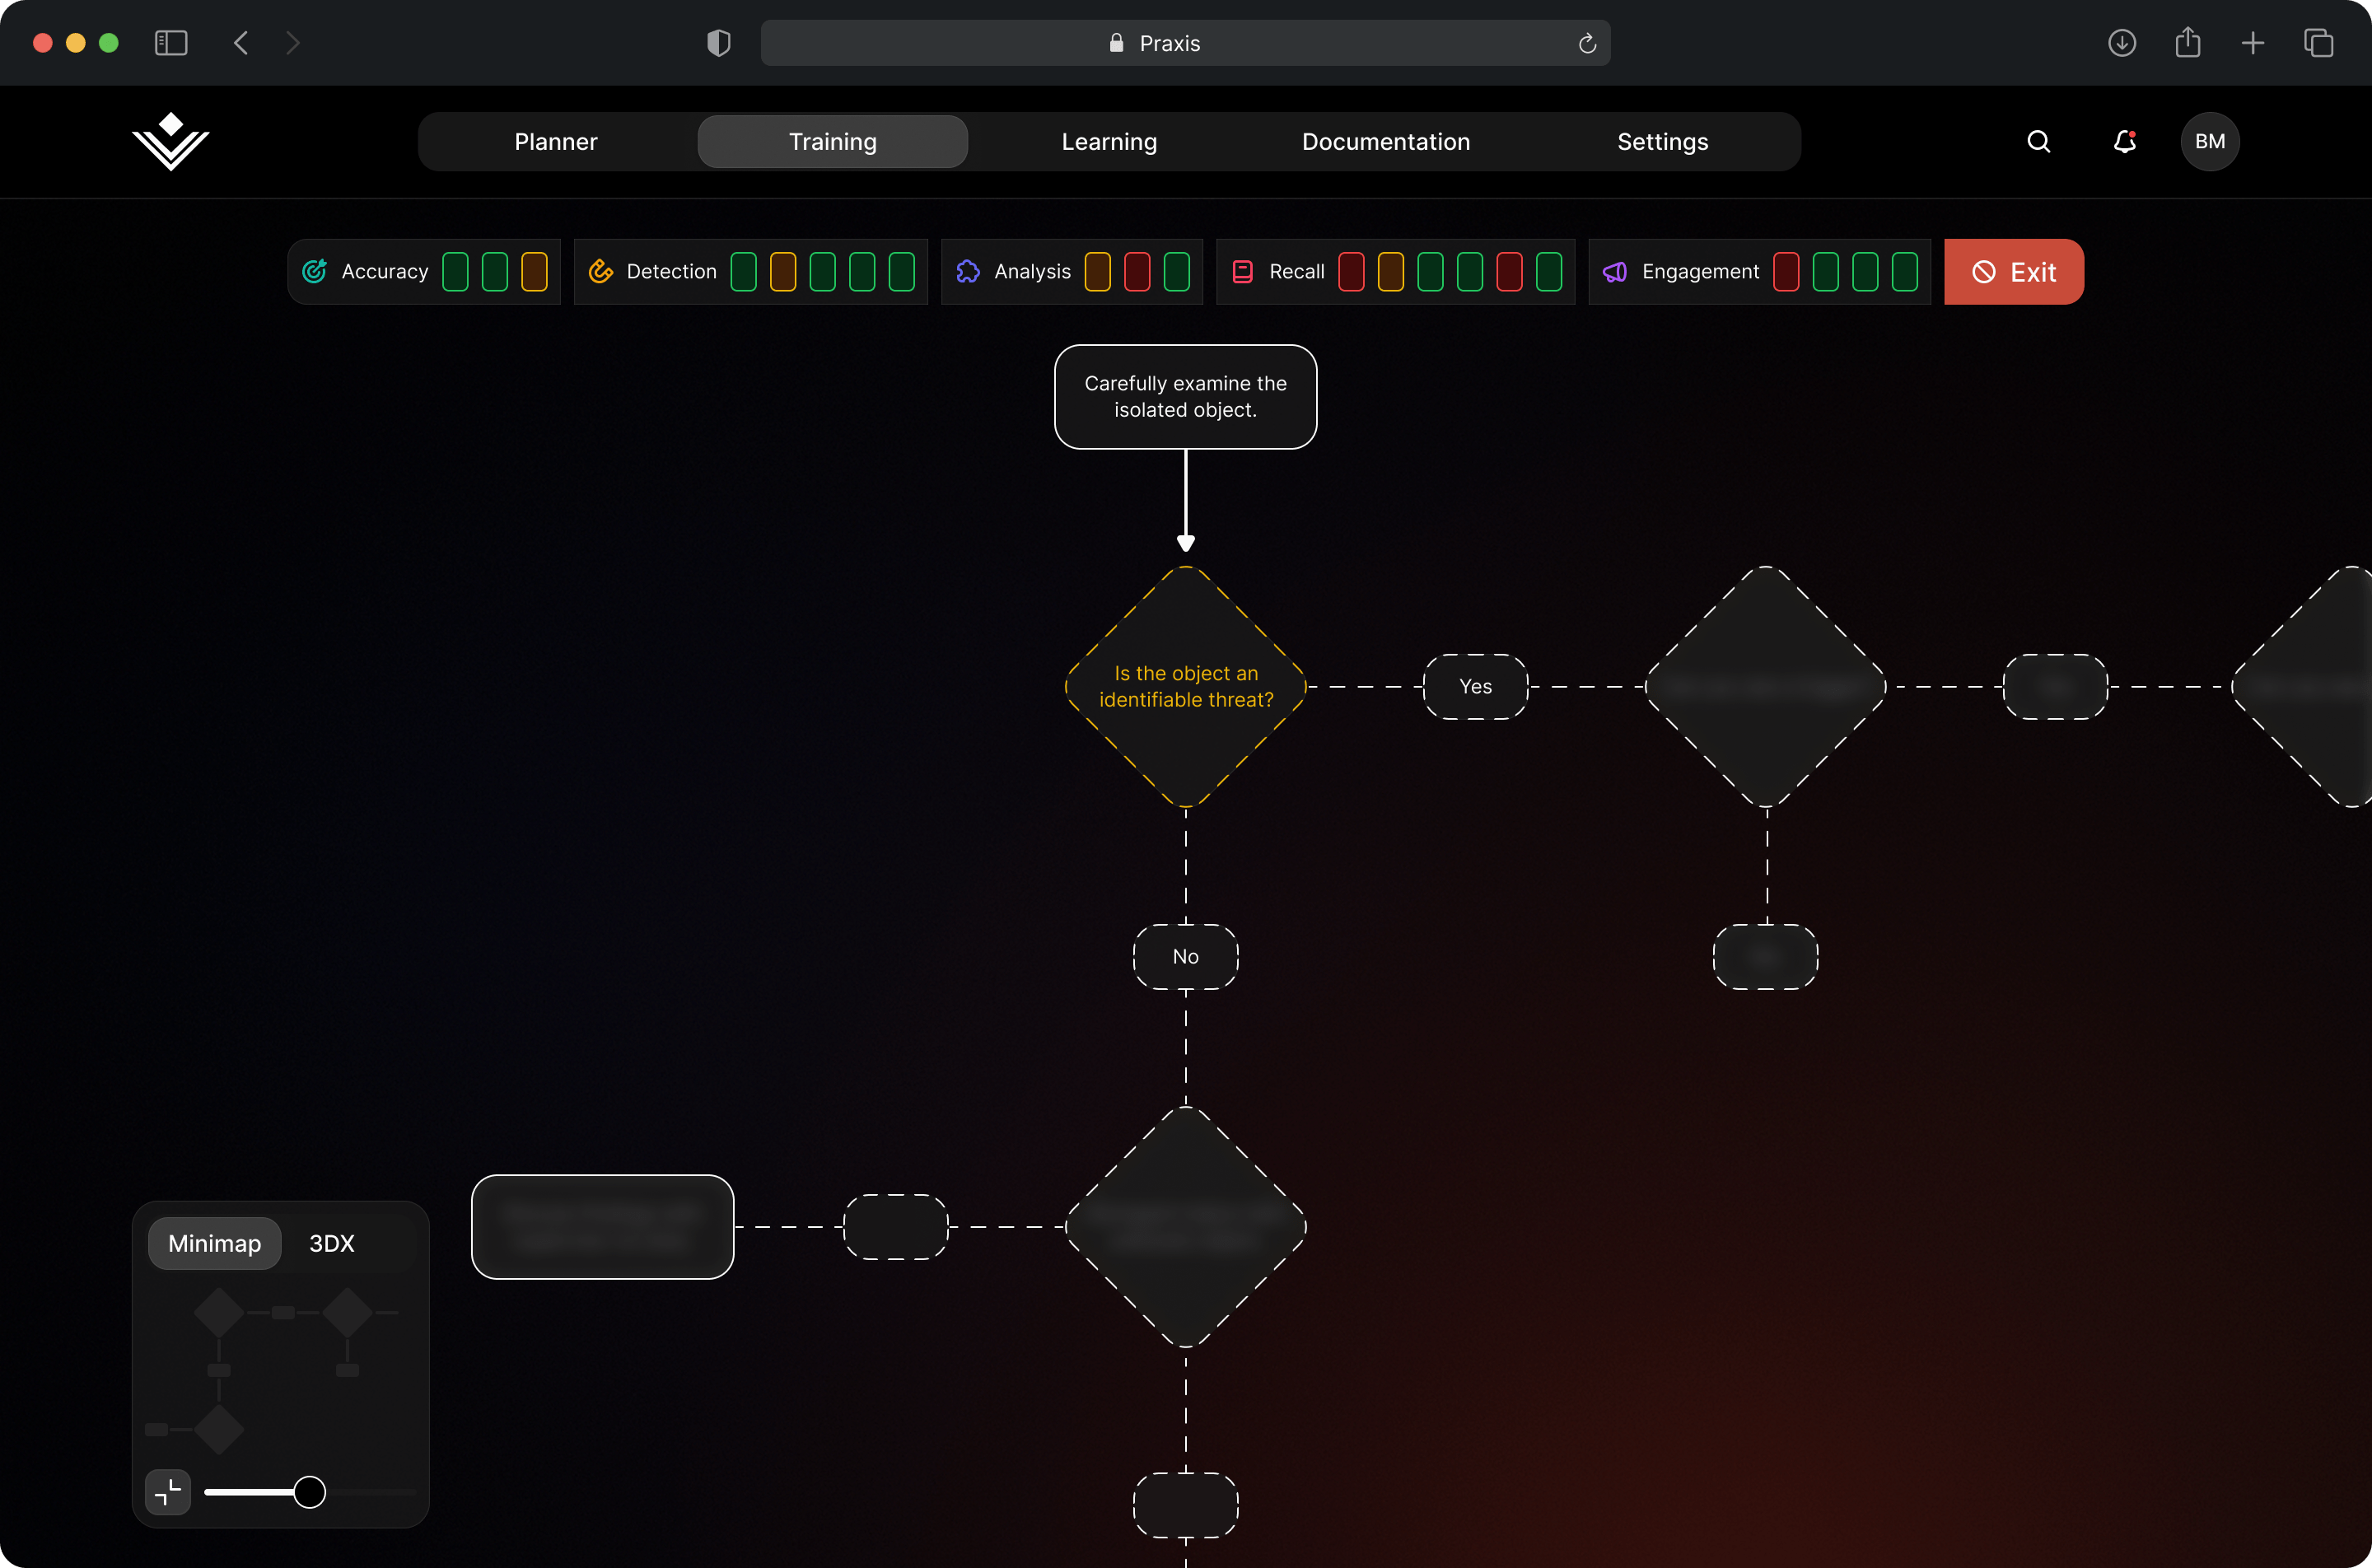 Praxis
Planner
Training
Learning
Documentation
Settings
BM
Accuracy
Detection
Analysis
Recall
Engagement
Exit
Carefully examine the
isolated object.
Is the object an
identifiable threat?
Yes
No
Minimap
3DX